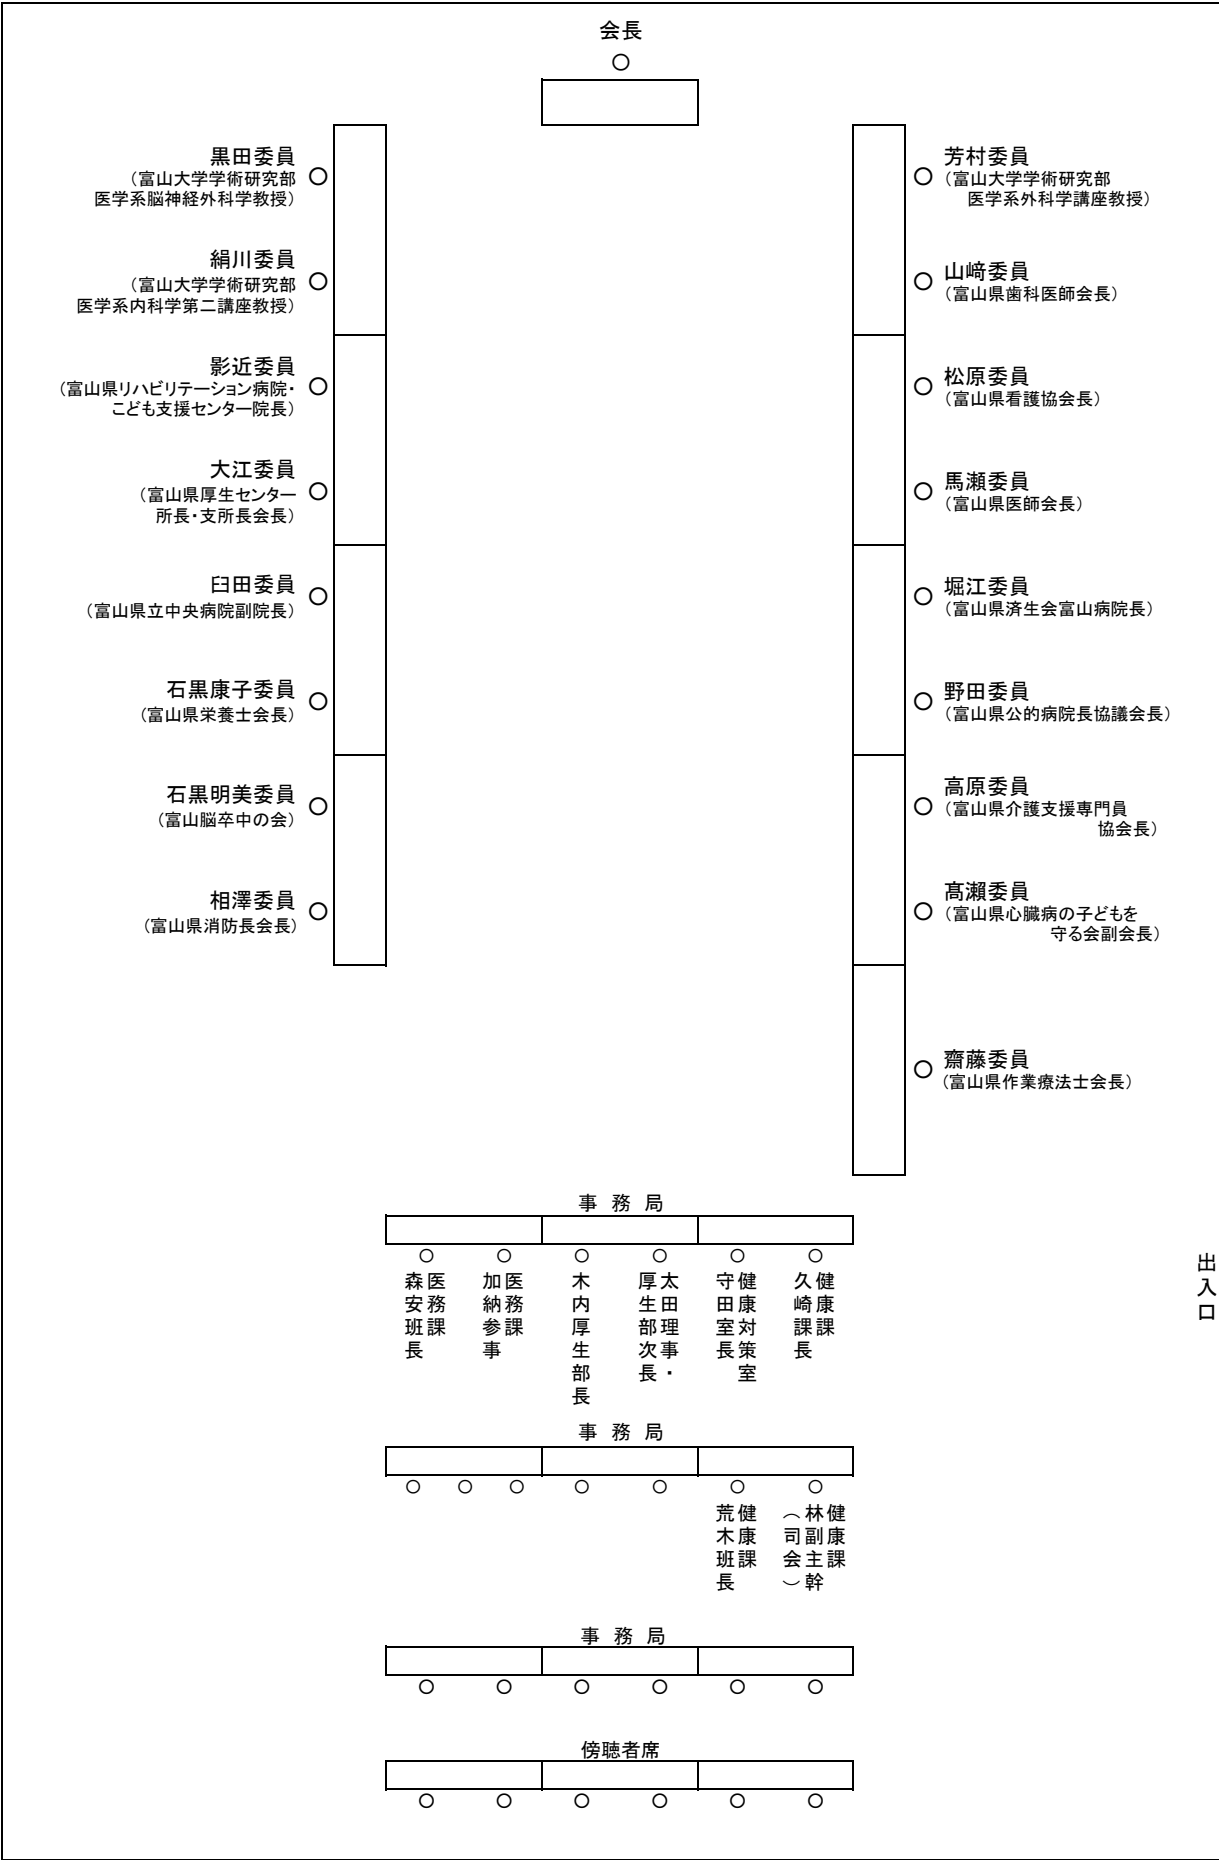 会長
黒田委員
（富山大学学術研究部
医学系脳神経外科学教授）
絹川委員
（富山大学学術研究部
医学系内科学第二講座教授）
影近委員
（富山県リハビリテーション病院・
こども支援センター院長）
大江委員
（富山県厚生センター
所長・支所長会長）
臼田委員
（富山県立中央病院副院長）
石黒康子委員
（富山県栄養士会長）
石黒明美委員
（富山脳卒中の会）
相澤委員
（富山県消防長会長）
芳村委員
（富山大学学術研究部
医学系外科学講座教授）
山﨑委員
（富山県歯科医師会長）
松原委員
（富山県看護協会長）
馬瀬委員
（富山県医師会長）
堀江委員
（富山県済生会富山病院長）
野田委員
（富山県公的病院長協議会長）
高原委員
（富山県介護支援専門員
協会長）
髙瀬委員
（富山県心臓病の子どもを
守る会副会長）
齋藤委員
（富山県作業療法士会長）
出入口
事務局
健康課
久崎課長
健康対策室
守田室長
太田理事・
厚生部次長
木内厚生部長
医務課
加納参事
医務課
森安班長
事務局
健康課
林副主幹
（司会）
健康課
荒木班長
事務局
傍聴者席